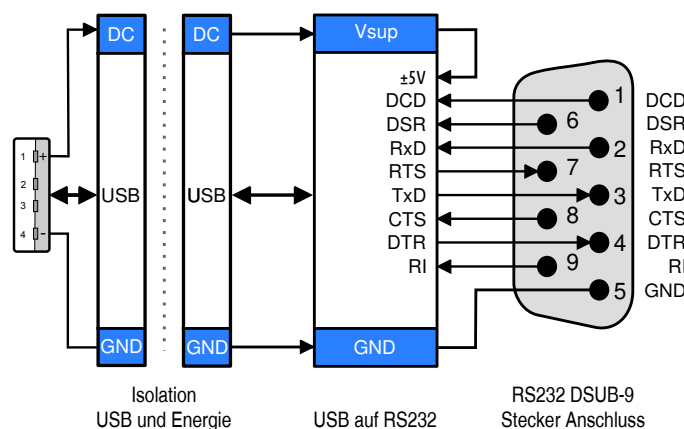 DC
DC
Vsup
±5V
1
+
2
3
4
-
USB
USB
DCD
DSR
RxD
RTS
TxD
CTS
DTR
RI
1
6
2
7
3
8
4
9
5
DCD
DSR
RxD
RTS
TxD
CTS
DTR
RI
GND
GND
GND
GND
Isolation
USB und Energie
USB auf RS232
RS232 DSUB-9
Stecker Anschluss